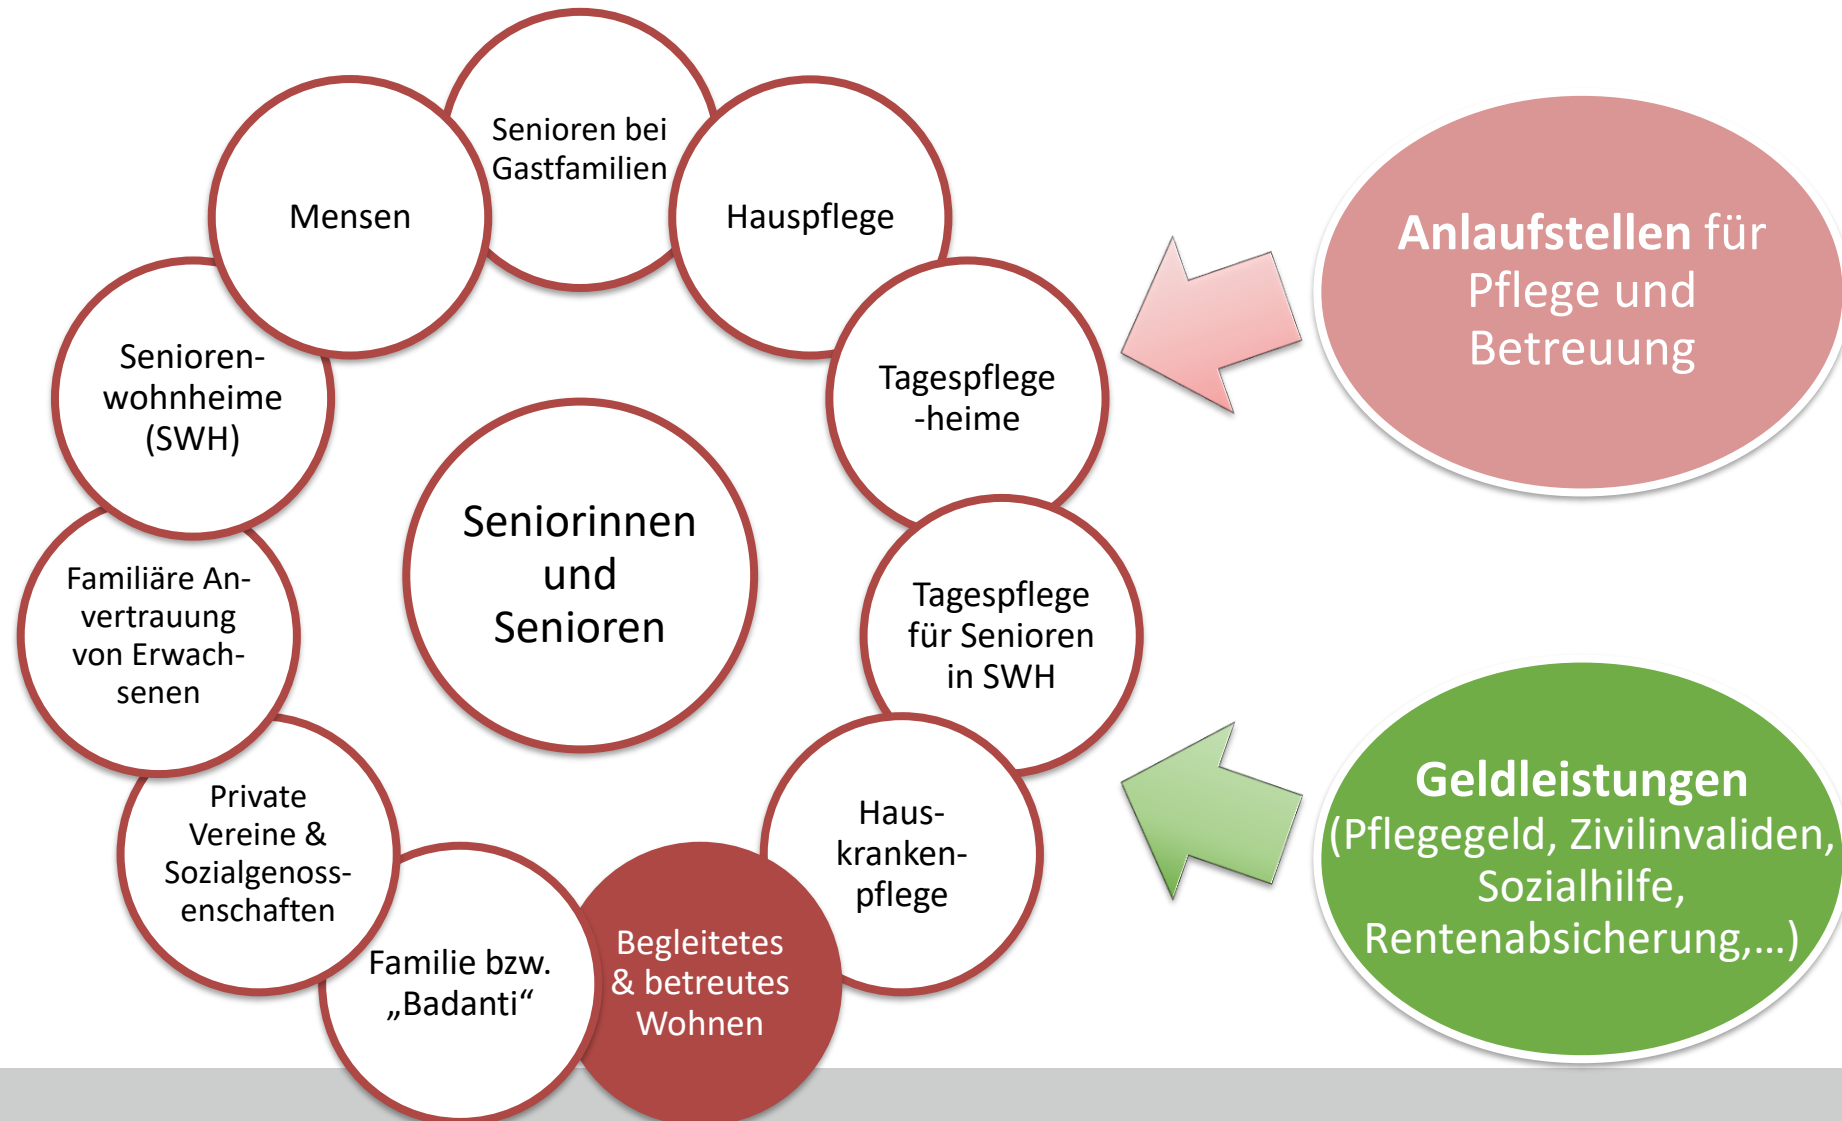 Senioren bei
Gastfamilien
Hauspflege
Tagespflege
-heime
Tagespflege
für Senioren
in SWH
Haus-
kranken-
pflege
Begleitetes
& betreutes
Wohnen
Familie bzw.
„Badanti“
Private
Vereine &
Sozialgenoss-
enschaften
Familiäre An-
vertrauung
von Erwach-
senen
Senioren-
wohnheime
(SWH)
Mensen
Seniorinnen
und
Senioren
Anlaufstellen für
Pflege und
Betreuung
Geldleistungen
(Pflegegeld, Zivilinvaliden,
Sozialhilfe,
Rentenabsicherung,...)